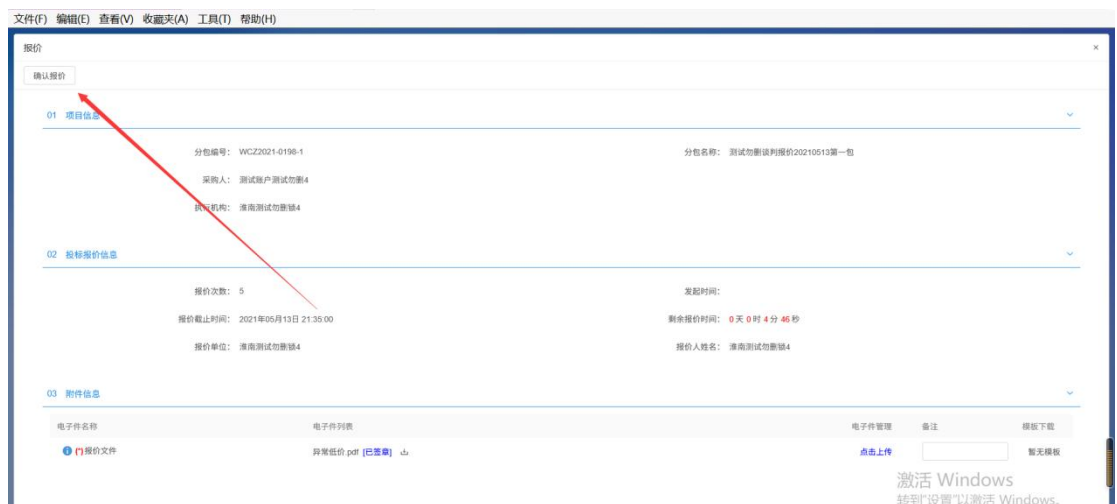 文件(F) 编辑(E) 查看(V) 收藏夹(A) 工具(T) 帮助(H)
报价 ×
确认报价
01 项目信息
分包编号： WCZ2021-0198-1 分包名称： 测试勿删谈判报价20210513第一包
采购人： 测试账户测试勿删4
执行机构： 淮南测试勿删锁4
02 投标报价信息
报价次数： 5 发起时间：
报价截止时间： 2021年05月13日 21:35:00 剩余报价时间： 0 天 0 时 4 分 46 秒
报价单位： 淮南测试勿删锁4 报价人姓名： 淮南测试勿删锁4
03 附件信息
电子件名称 电子件列表 电子件管理 备注 模板下载
(*)报价文件 异常低价.pdf [已签章] 点击上传 暂无模板
激活 Windows
转到"设置"以激活 Windows。